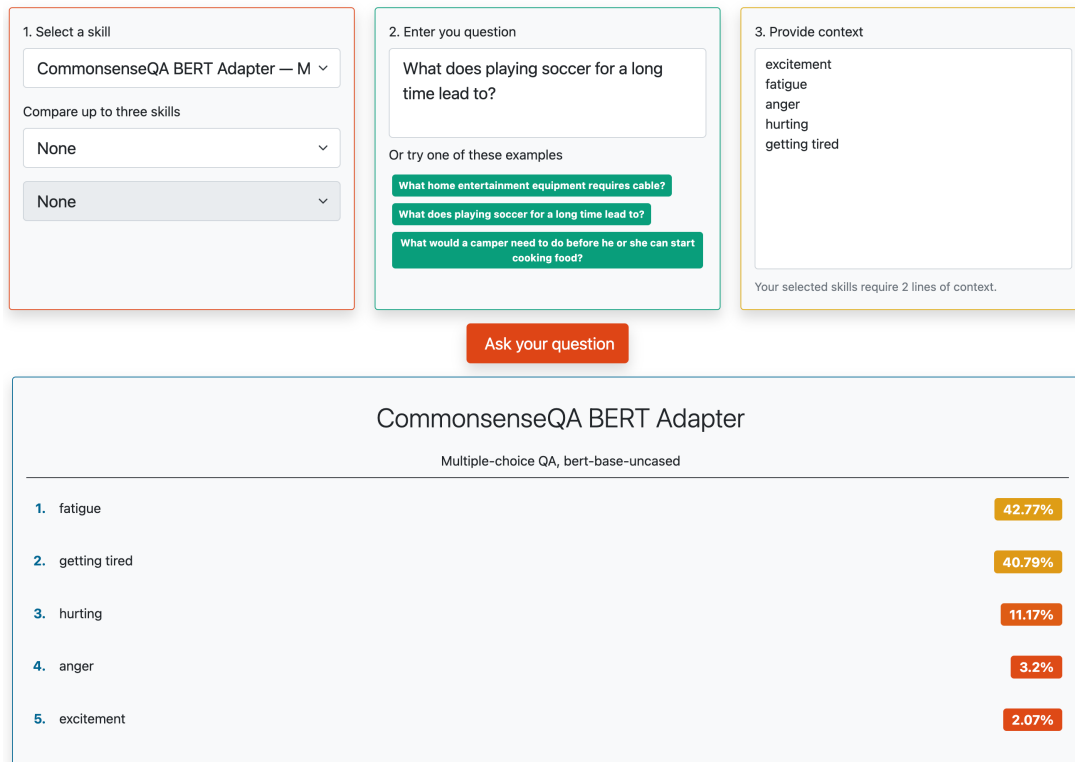 1. Select a skill
CommonsenseQA BERT Adapter — M
Compare up to three skills
None
None
2. Enter you question
What does playing soccer for a long
time lead to?
Or try one of these examples
What home entertainment equipment requires cable?
What does playing soccer for a long time lead to?
What would a camper need to do before he or she can start
cooking food?
3. Provide context
excitement
fatigue
anger
hurting
getting tired
Your selected skills require 2 lines of context.
Ask your question
CommonsenseQA BERT Adapter
Multiple-choice QA, bert-base-uncased
1. fatigue 42.77%
2. getting tired 40.79%
3. hurting 11.17%
4. anger 3.2%
5. excitement 2.07%